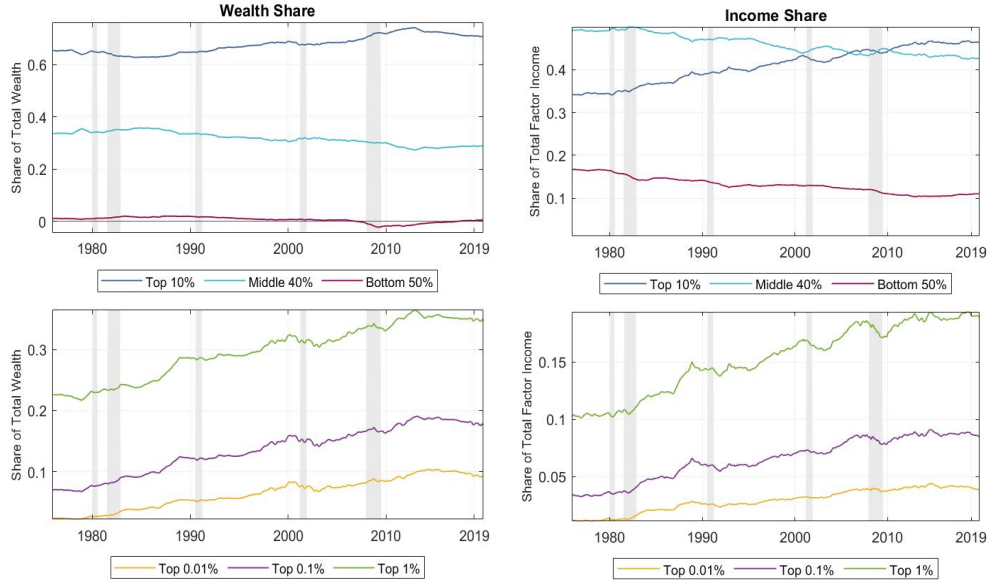 Wealth Share
Share of Total Wealth
0.6
0.4
0.2
0
1980 1990 2000 2010 2019
Top 10% Middle 40% Bottom 50%
Income Share
Share of Total Factor Income
0.4
0.3
0.2
0.1
1980 1990 2000 2010 2019
Top 10% Middle 40% Bottom 50%
Share of Total Wealth
0.3
0.2
0.1
1980 1990 2000 2010 2019
Top 0.01% Top 0.1% Top 1%
Share of Total Factor Income
0.15
0.1
0.05
1980 1990 2000 2010 2019
Top 0.01% Top 0.1% Top 1%